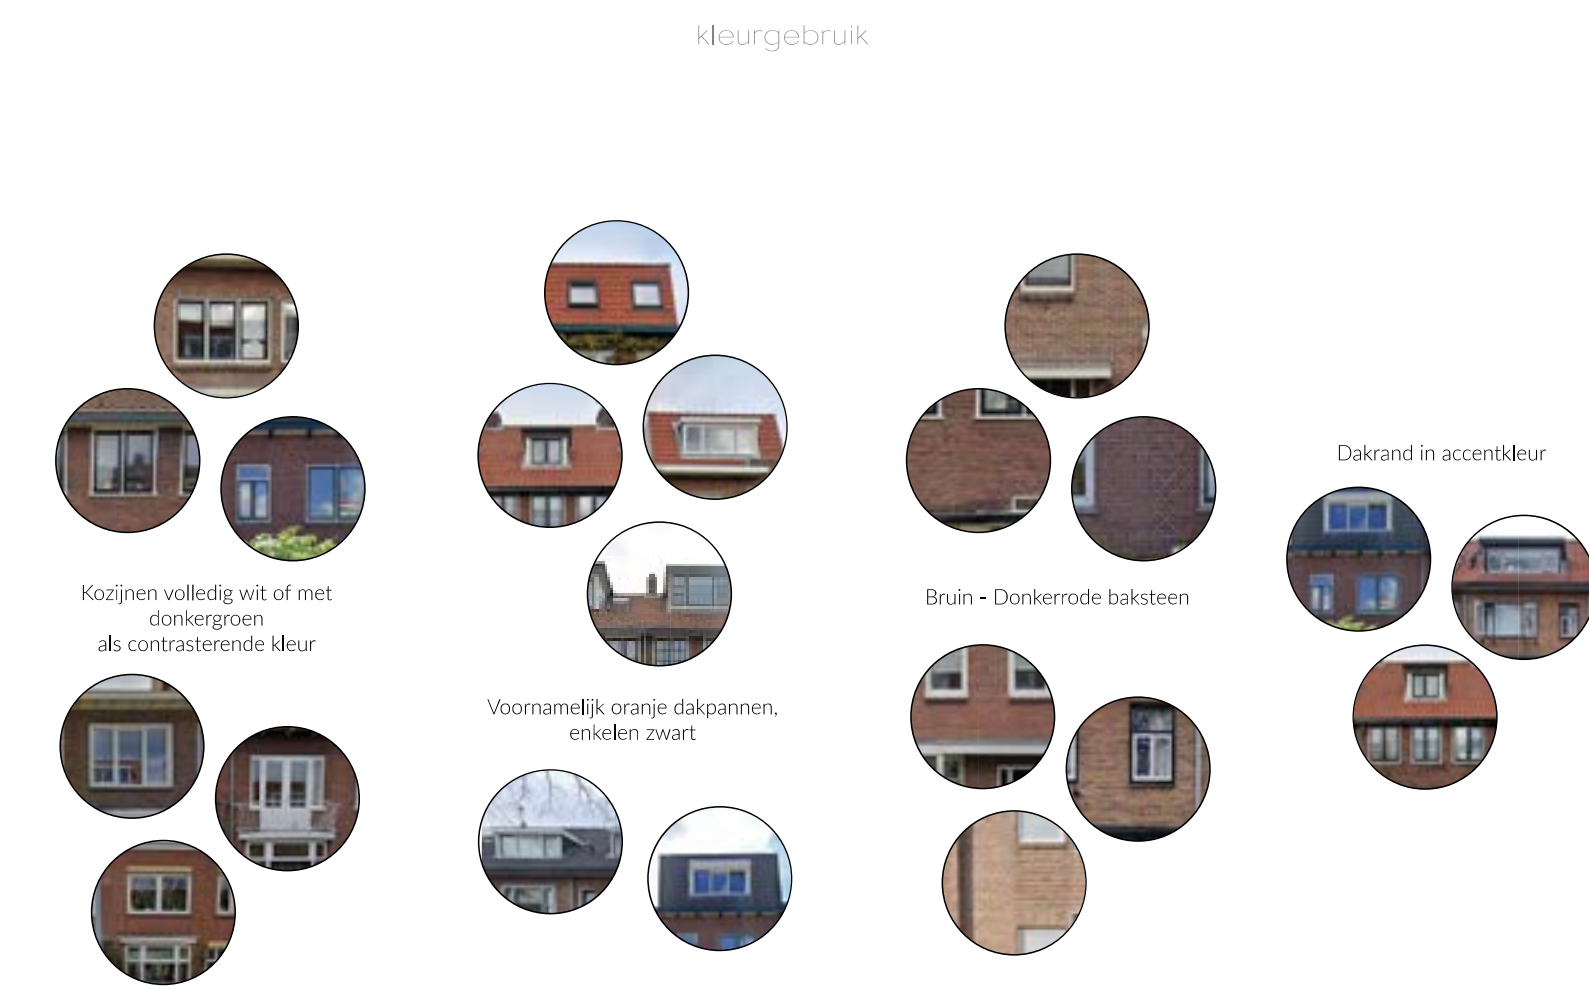 kleurgebruik
Kozijnen volledig wit of met
donkergroen
als contrasterende kleur
Voornamelijk oranje dakpannen,
enkelen zwart
Bruin - Donkerrode baksteen
Dakrand in accentkleur